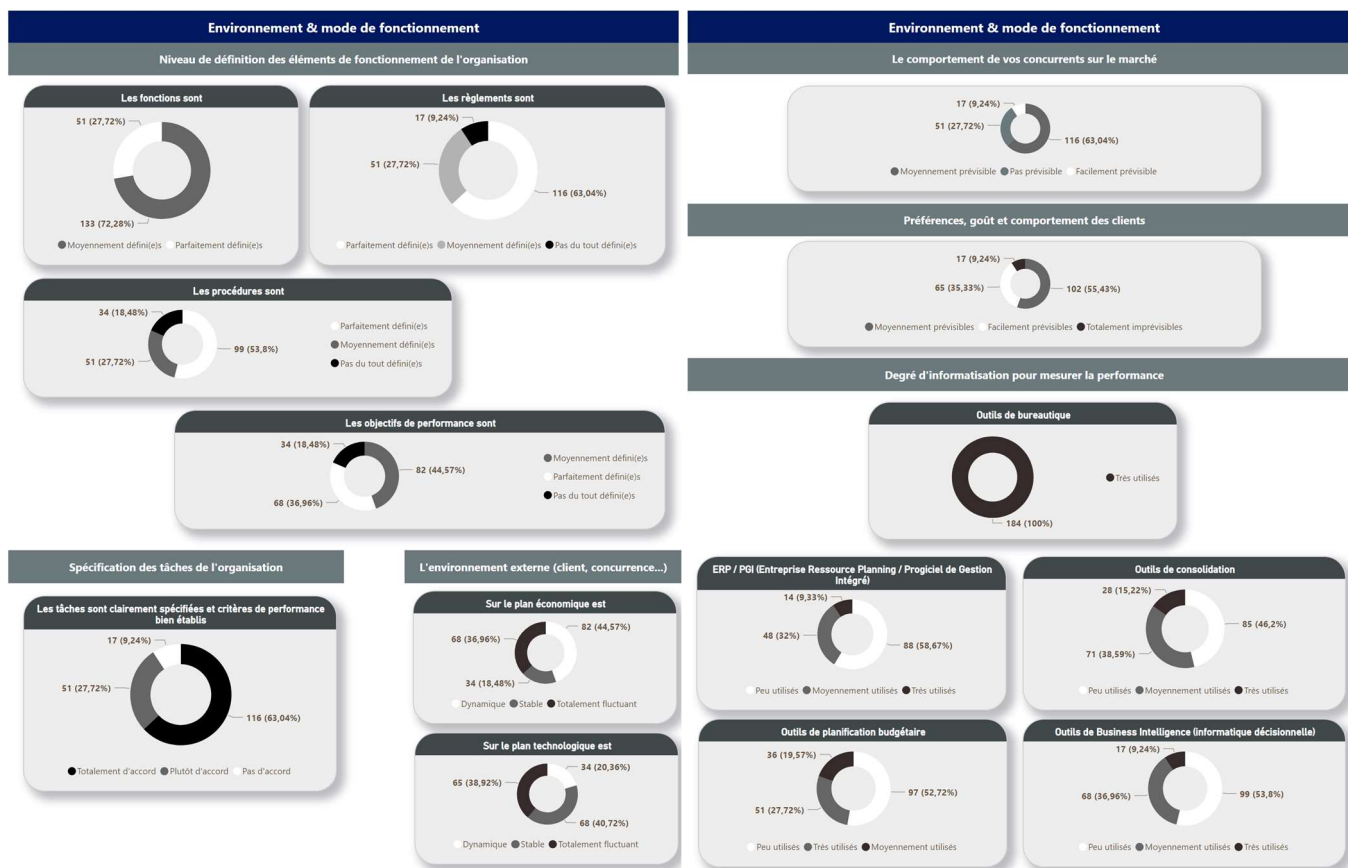 Environnement & mode de fonctionnement
Niveau de définition des éléments de fonctionnement de l'organisation
Les fonctions sont
51 (27,72%)
133 (72,28%)
Moyennement défini(e)s Parfaitement défini(e)s
Les règlements sont
17 (9,24%)
51 (27,72%)
116 (63,04%)
Parfaitement défini(e)s Moyennement défini(e)s Pas du tout défini(e)s
Les procédures sont
34 (18,48%)
99 (53,8%)
51 (27,72%)
Parfaitement défini(e)s
Moyennement défini(e)s
Pas du tout défini(e)s
Les objectifs de performance sont
34 (18,48%)
82 (44,57%)
68 (36,96%)
Moyennement défini(e)s
Parfaitement défini(e)s
Pas du tout défini(e)s
Spécification des tâches de l'organisation
Les tâches sont clairement spécifiées et critères de performance
bien établis
17 (9,24%)
51 (27,72%)
116 (63,04%)
Totalement d'accord Plutôt d'accord Pas d'accord
L'environnement externe (client, concurrence...)
Sur le plan économique est
82 (44,57%)
68 (36,96%)
34 (18,48%)
Dynamique Stable Totalement fluctuant
Sur le plan technologique est
34 (20,36%)
65 (38,92%)
68 (40,72%)
Dynamique Stable Totalement fluctuant
Environnement & mode de fonctionnement
Le comportement de vos concurrents sur le marché
17 (9,24%)
51 (27,72%)
116 (63,04%)
Moyennement prévisible Pas prévisible Facilement prévisible
Préférences, goût et comportement des clients
17 (9,24%)
65 (35,33%)
102 (55,43%)
Moyennement prévisibles Facilement prévisibles Totalement imprévisibles
Degré d'informatisation pour mesurer la performance
Outils de bureautique
Très utilisés
184 (100%)
ERP / PGI (Entreprise Ressource Planning / Progiciel de Gestion
Intégré)
14 (9,33%)
48 (32%)
88 (58,67%)
Peu utilisés Moyennement utilisés Très utilisés
Outils de consolidation
28 (15,22%)
85 (46,2%)
71 (38,59%)
Peu utilisés Moyennement utilisés Très utilisés
Outils de planification budgétaire
36 (19,57%)
97 (52,72%)
51 (27,72%)
Peu utilisés Très utilisés Moyennement utilisés
Outils de Business Intelligence (informatique décisionnelle)
17 (9,24%)
68 (36,96%)
99 (53,8%)
Peu utilisés Moyennement utilisés Très utilisés